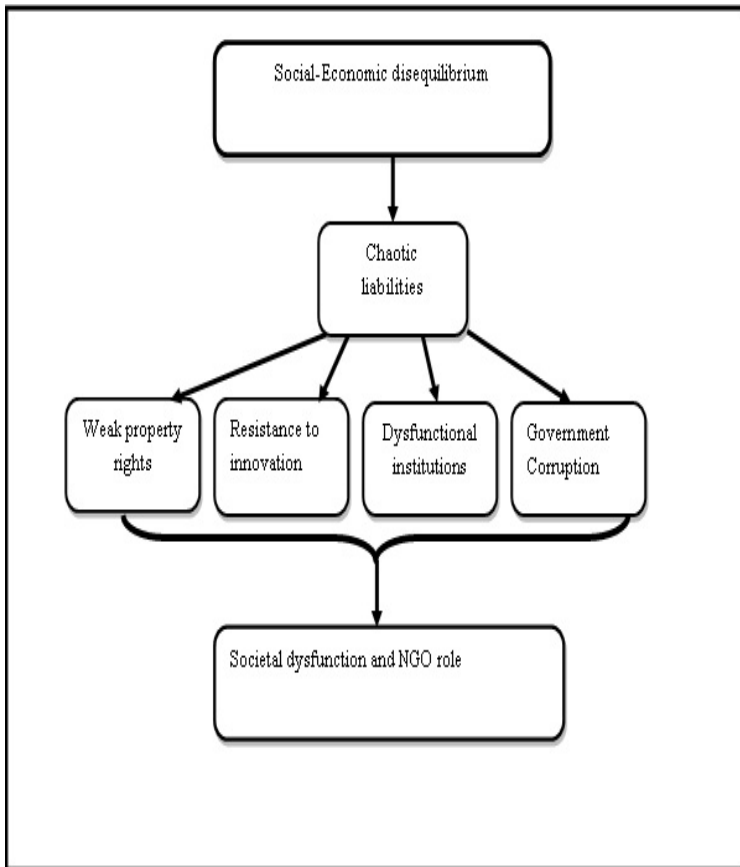 Social-Economic disequilibrium
Chaotic
liabilities
Weak property
rights
Resistance to
innovation
Dysfunctional
institutions
Government
Corruption
Societal dysfunction and NGO role